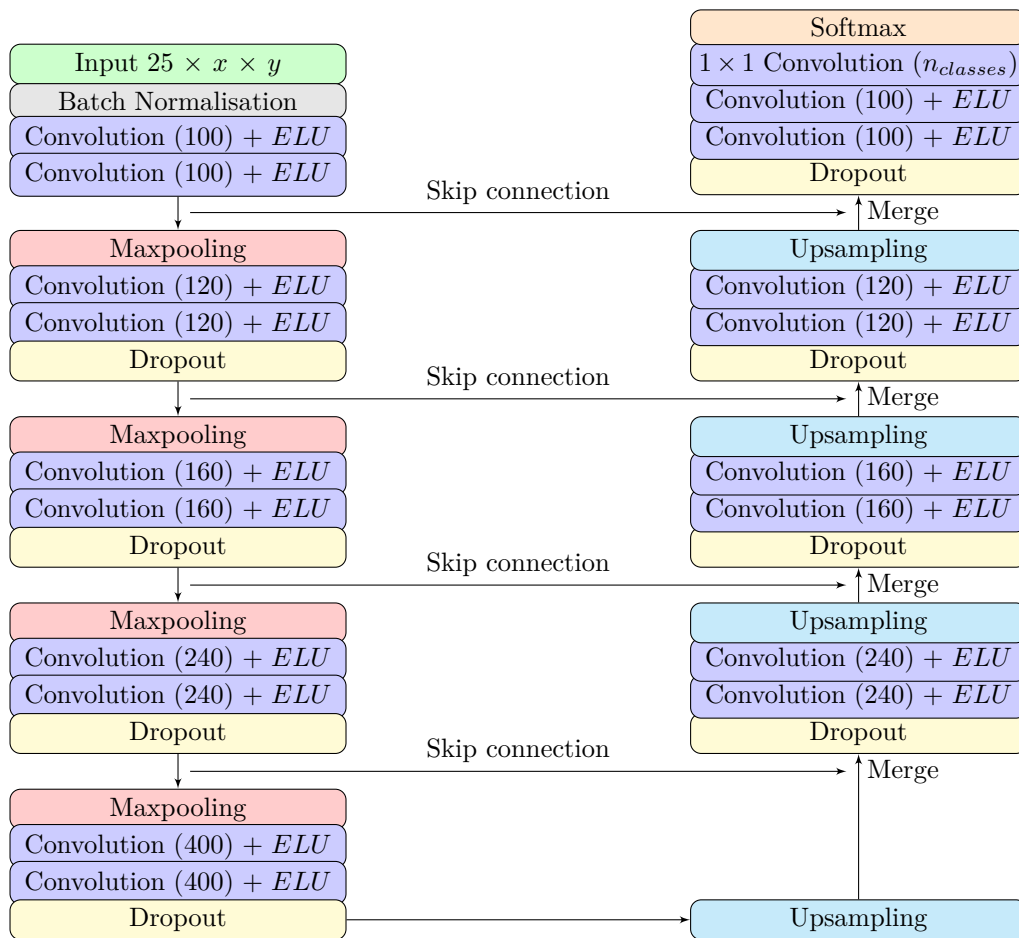 Input 25 × x × y
Batch Normalisation
Convolution (100) + ELU
Convolution (100) + ELU
Maxpooling
Convolution (120) + ELU
Convolution (120) + ELU
Dropout
Maxpooling
Convolution (160) + ELU
Convolution (160) + ELU
Dropout
Maxpooling
Convolution (240) + ELU
Convolution (240) + ELU
Dropout
Maxpooling
Convolution (400) + ELU
Convolution (400) + ELU
Dropout
Skip connection
Skip connection
Skip connection
Skip connection
Softmax
1 × 1 Convolution (n_classes)
Convolution (100) + ELU
Convolution (100) + ELU
Dropout
Merge
Upsampling
Convolution (120) + ELU
Convolution (120) + ELU
Dropout
Merge
Upsampling
Convolution (160) + ELU
Convolution (160) + ELU
Dropout
Merge
Upsampling
Convolution (240) + ELU
Convolution (240) + ELU
Dropout
Merge
Upsampling